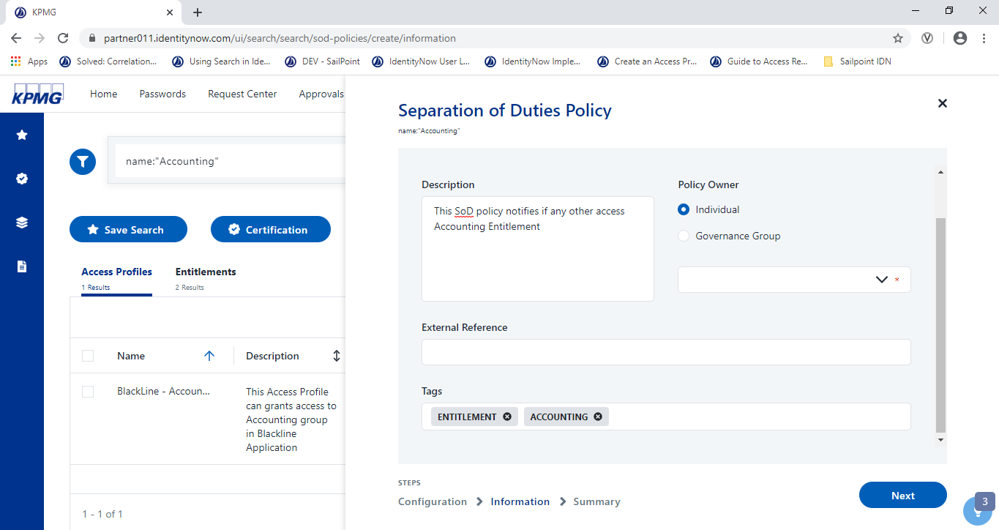 KPMG
partner011.identitynow.com/ui/search/search/sod-policies/create/information
Apps
Solved: Correlation...
Using Search in Ide...
DEV - SailPoint
IdentityNow User L...
IdentityNow Imple...
Create an Access Pr...
Guide to Access Re...
Sailpoint IDN
KPMG
Home
Passwords
Request Center
Approvals
name:"Accounting"
Save Search
Certification
Access Profiles
1 Results
Entitlements
2 Results
Name
Description
BlackLine - Accoun...
This Access Profile
can grants access to
Accounting group
in Blackline
Application
1 - 1 of 1
Separation of Duties Policy
name:"Accounting"
Description
This SoD policy notifies if any other access
Accounting Entitlement
Policy Owner
Individual
Governance Group
*
External Reference
Tags
ENTITLEMENT
ACCOUNTING
STEPS
Configuration
Information
Summary
Next
3